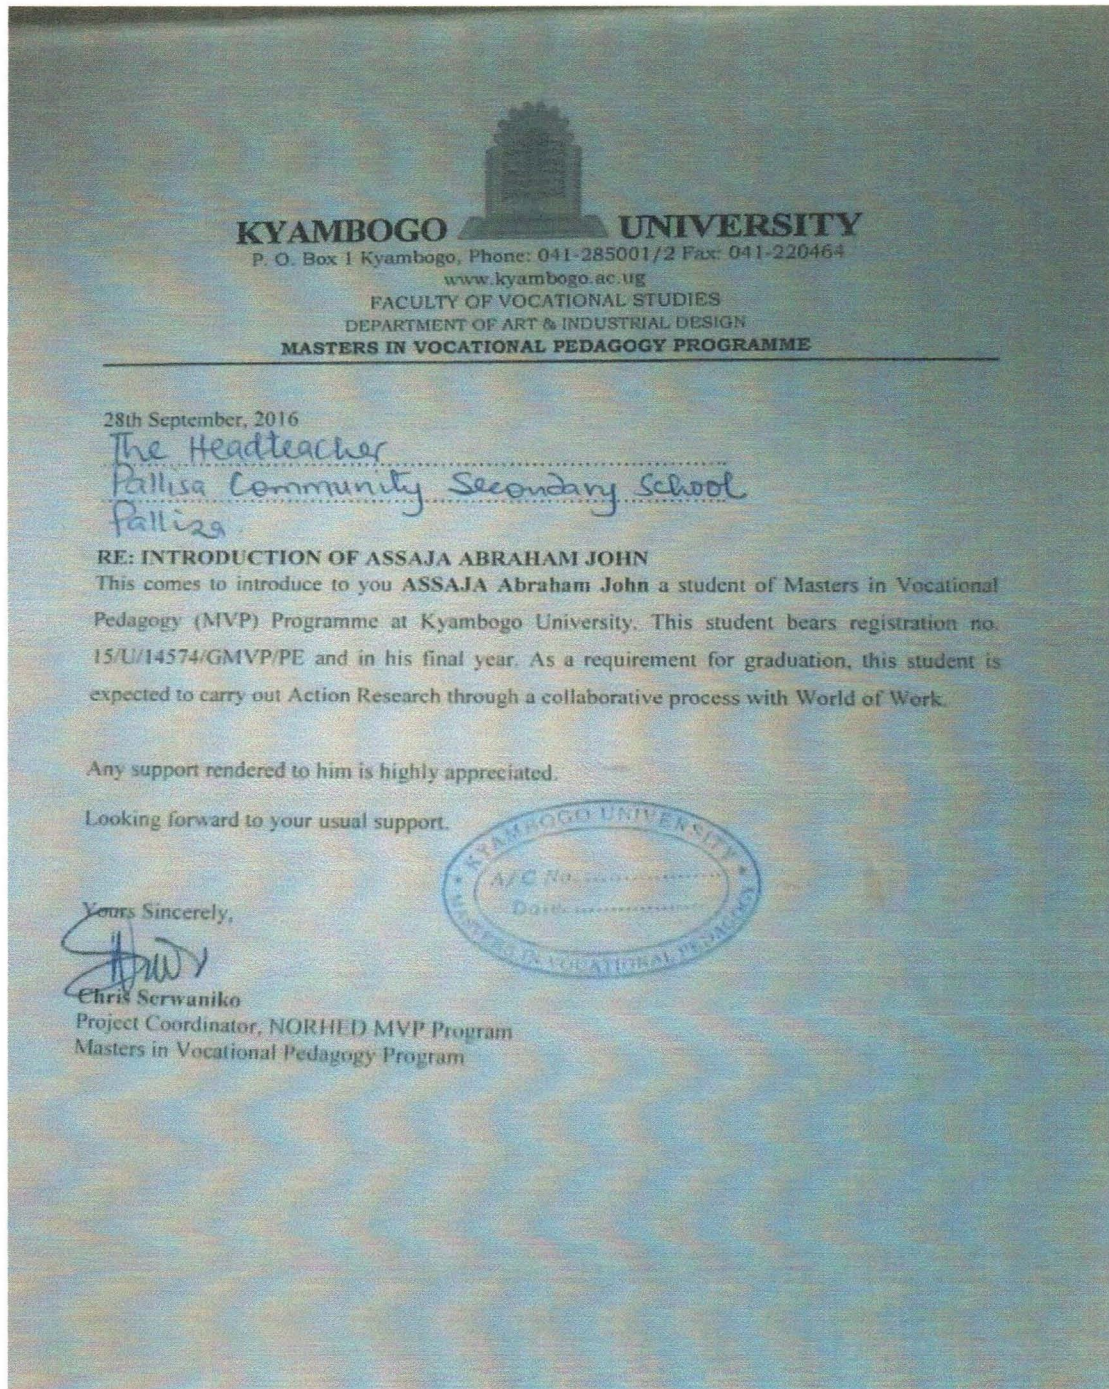 KYAMBOGO UNIVERSITY
P. O. Box 1 Kyambogo, Phone: 041-285001/2 Fax: 041-220464
www.kyambogo.ac.ug
FACULTY OF VOCATIONAL STUDIES
DEPARTMENT OF ART & INDUSTRIAL DESIGN
MASTERS IN VOCATIONAL PEDAGOGY PROGRAMME
28th September, 2016
The Headteacher
Pallisa Community Secondary School
Pallisa
RE: INTRODUCTION OF ASSAJA ABRAHAM JOHN
This comes to introduce to you ASSAJA Abraham John a student of Masters in Vocational
Pedagogy (MVP) Programme at Kyambogo University. This student bears registration no.
15/U/14574/GMVP/PE and in his final year. As a requirement for graduation, this student is
expected to carry out Action Research through a collaborative process with World of Work.
Any support rendered to him is highly appreciated.
Looking forward to your usual support.
KYAMBOGO UNIVERSITY
A/C No.
Date
MASTERS IN VOCATIONAL PEDAGOGY
Yours Sincerely,
Chris Serwaniko
Project Coordinator, NORHED MVP Program
Masters in Vocational Pedagogy Program